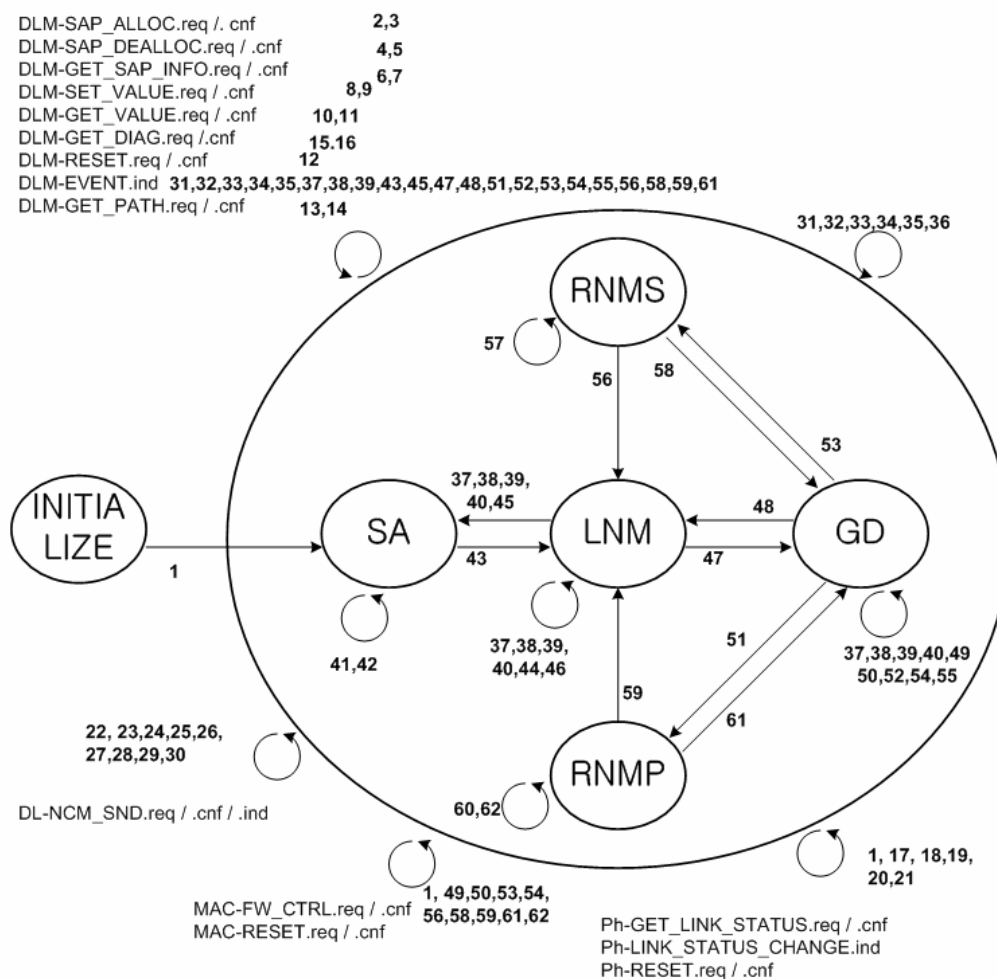 DLM-SAP_ALLOC.req /. cnf 2,3
DLM-SAP_DEALLOC.req / .cnf 4,5
DLM-GET_SAP_INFO.req / .cnf 6,7
DLM-SET_VALUE.req / .cnf 8,9
DLM-GET_VALUE.req / .cnf 10,11
DLM-GET_DIAG.req /.cnf 15.16
DLM-RESET.req / .cnf 12
DLM-EVENT.ind 31,32,33,34,35,37,38,39,43,45,47,48,51,52,53,54,55,56,58,59,61
DLM-GET_PATH.req / .cnf 13,14
31,32,33,34,35,36
RNMS
57
56
58
53
INITIA
LIZE
1
SA
37,38,39,
40,45
43
LNM
48
47
GD
41,42
37,38,39,
40,44,46
37,38,39,40,49
50,52,54,55
51
59
61
RNMP
60,62
22, 23,24,25,26,
27,28,29,30
DL-NCM_SND.req / .cnf / .ind
1, 49,50,53,54,
56,58,59,61,62
MAC-FW_CTRL.req / .cnf
MAC-RESET.req / .cnf
1, 17, 18,19,
20,21
Ph-GET_LINK_STATUS.req / .cnf
Ph-LINK_STATUS_CHANGE.ind
Ph-RESET.req / .cnf